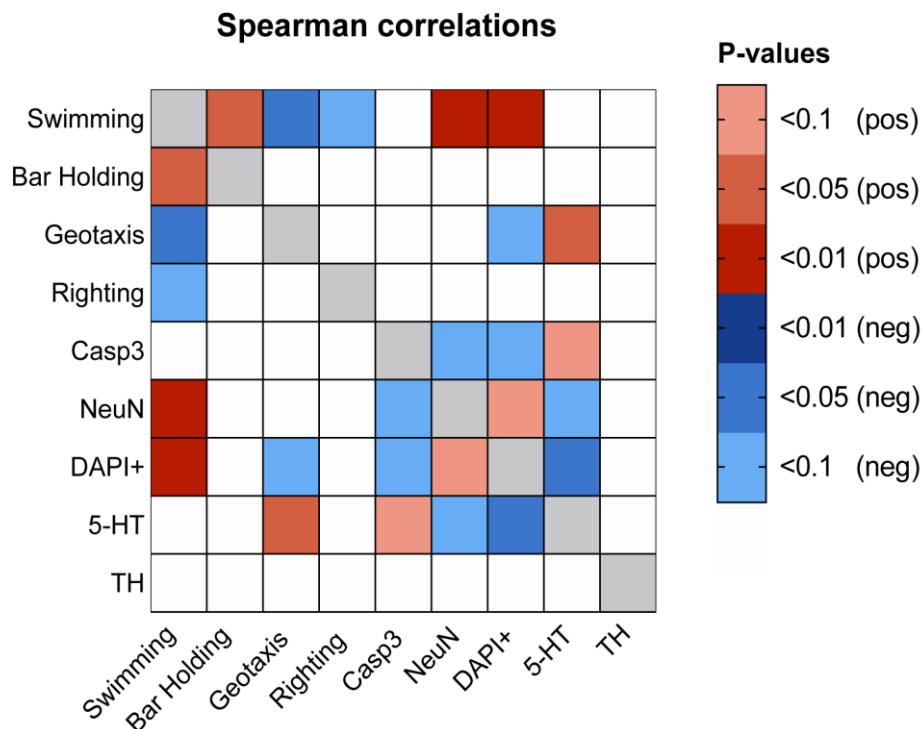 Spearman correlations
P-values
Swimming
Bar Holding
Geotaxis
Righting
Casp3
NeuN
DAPI+
5-HT
TH
Swimming
Bar Holding
Geotaxis
Righting
Casp3
NeuN
DAPI+
5-HT
TH
<0.1 (pos)
<0.05 (pos)
<0.01 (pos)
<0.01 (neg)
<0.05 (neg)
<0.1 (neg)